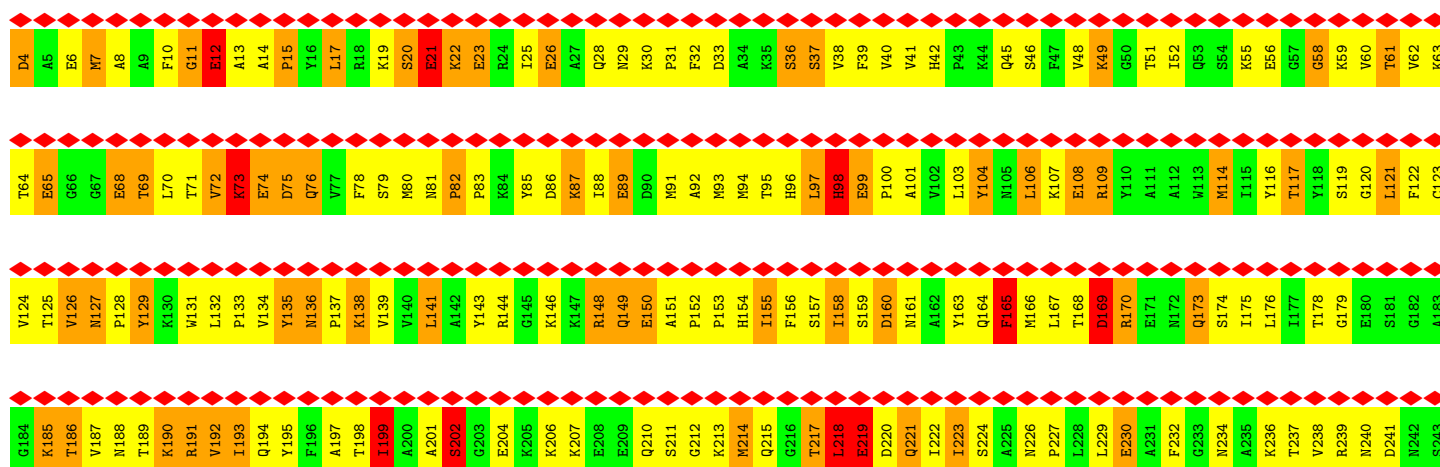 D4 A5 E6 M7 A8 A9 F10 G11 E12 A13 A14 P15 Y16 L17 R18 K19 S20 E21 K22 E23 R24 I25 E26 A27 Q28 N29 K30 P31 F32 D33 A34 K35 S36 S37 V38 F39 V40 V41 H42 P43 K44 Q45 S46 F47 V48 K49 G50 T51 I52 Q53 S54 K55 E56 G57 G58 K59 V60 T61 V62 K63
T64 E65 G66 G67 E68 T69 L70 T71 V72 K73 E74 D75 Q76 V77 F78 S79 M80 N81 P82 P83 K84 Y85 D86 K87 I88 E89 D90 M91 A92 M93 M94 T95 H96 L97 H98 E99 P100 A101 V102 L103 Y104 N105 L106 K107 E108 R109 Y110 A111 A112 W113 M114 I115 Y116 T117 Y118 S119 G120 L121 F122 C123
V124 T125 V126 N127 P128 Y129 K130 W131 L132 P133 V134 Y135 N136 P137 K138 V139 V140 L141 A142 Y143 R144 G145 K146 K147 R148 Q149 E150 A151 P152 P153 H154 I155 F156 S157 I158 S159 D160 N161 A162 Y163 Q164 F165 M166 L167 T168 D169 R170 E171 N172 Q173 S174 I175 L176 I177 T178 G179 E180 S181 G182 A183
G184 K185 T186 V187 N188 T189 K190 R191 V192 I193 Q194 Y195 F196 A197 T198 I199 A200 A201 S202 G203 E204 K205 K206 K207 E208 E209 Q210 S211 G212 K213 M214 Q215 G216 T217 L218 E219 D220 Q221 I222 I223 S224 A225 N226 P227 L228 L229 E230 A231 F232 G233 N234 A235 K236 T237 V238 R239 N240 D241 N242 S243